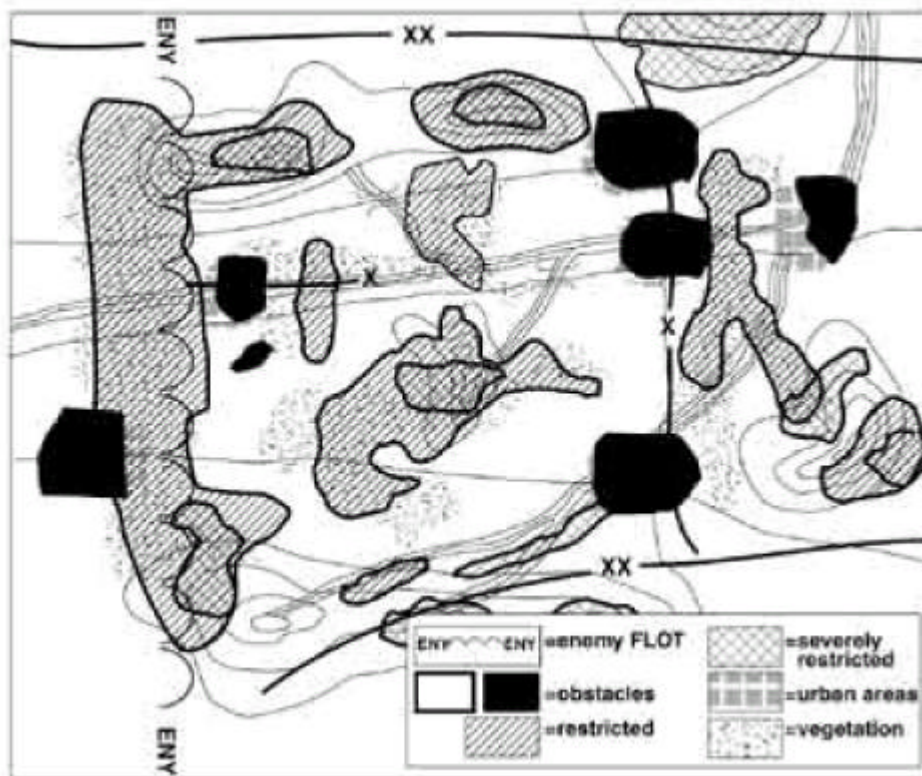 ENY
XX
X
X
XX
ENY
ENY ENY =enemy FLOT
=obstacles
=restricted
=severely
restricted
=urban areas
=vegetation